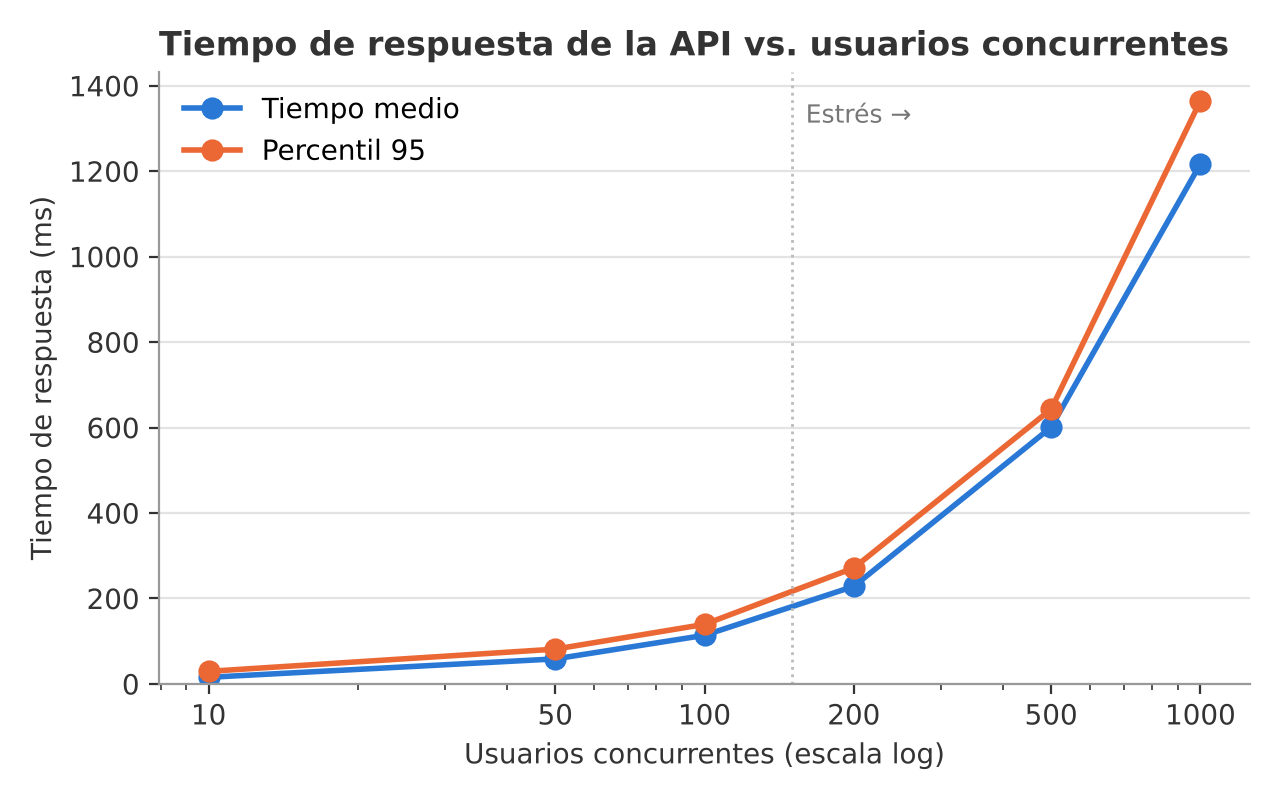 Tiempo de respuesta de la API vs. usuarios concurrentes
Tiempo medio
Percentil 95
Estrés →
Tiempo de respuesta (ms)
1400
1200
1000
800
600
400
200
0
10 50 100 200 500 1000
Usuarios concurrentes (escala log)